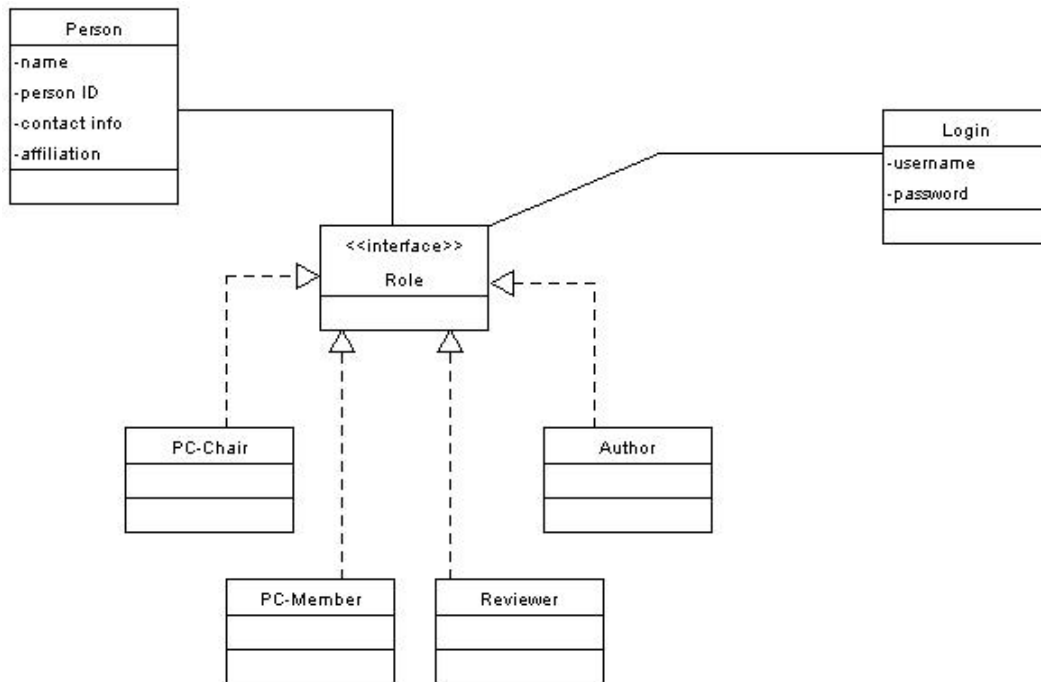 Person
-name
-person ID
-contact info
-affiliation
Login
-username
-password
<<interface>>
Role
PC-Chair
Author
PC-Member
Reviewer